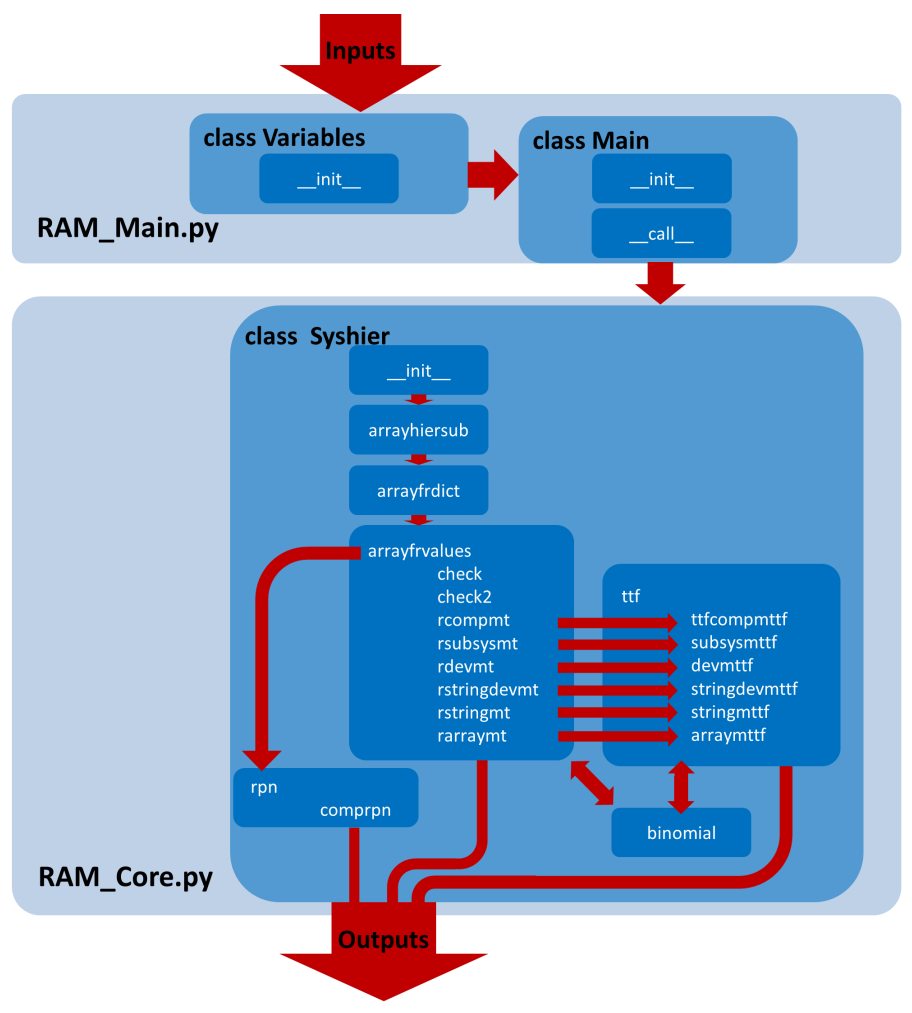 Inputs
class Variables
__init__
RAM_Main.py
class Main
__init__
__call__
class  Syshier
__init__
arrayhiersub
arrayfrdict
arrayfrvalues
check
check2
rcompmt
rsubsysmt
rdevmt
rstringdevmt
rstringmt
rarraymt
ttf
ttfcompmttf
subsysmttf
devmttf
stringdevmttf
stringmttf
arraymttf
rpn
comprpn
binomial
RAM_Core.py
Outputs